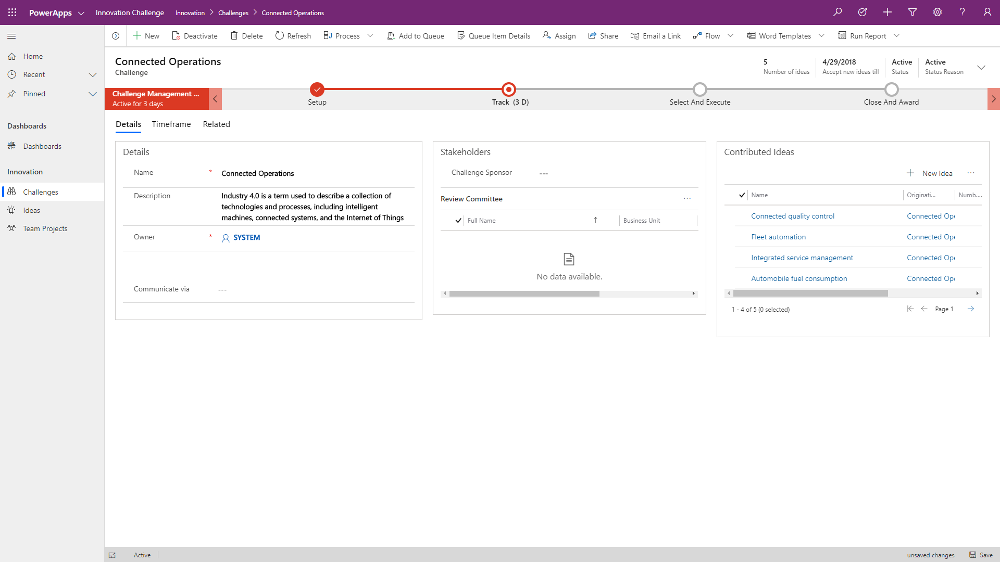 PowerApps Innovation Challenge Innovation Challenges Connected Operations
New Deactivate Delete Refresh Process Add to Queue Queue Item Details Assign Share Email a Link Flow Word Templates Run Report
Home
Recent
Pinned
Dashboards
Dashboards
Innovation
Challenges
Ideas
Team Projects
Connected Operations
Challenge
5
Number of ideas
4/29/2018
Accept new ideas till
Active
Status
Active
Status Reason
Challenge Management ...
Active for 3 days
Setup
Track (3 D)
Select And Execute
Close And Award
Details Timeframe Related
Details
Name * Connected Operations
Description
Industry 4.0 is a term used to describe a collection of
technologies and processes, including intelligent
machines, connected systems, and the Internet of Things
Owner * SYSTEM
Communicate via ---
Stakeholders
Challenge Sponsor ---
Review Committee ...
Full Name Business Unit
No data available.
Contributed Ideas
New Idea ...
Name Originati... Numb....
Connected quality control Connected Ope
Fleet automation Connected Ope
Integrated service management Connected Ope
Automobile fuel consumption Connected Ope
1 - 4 of 5 (0 selected) Page 1
Active
unsaved changes Save